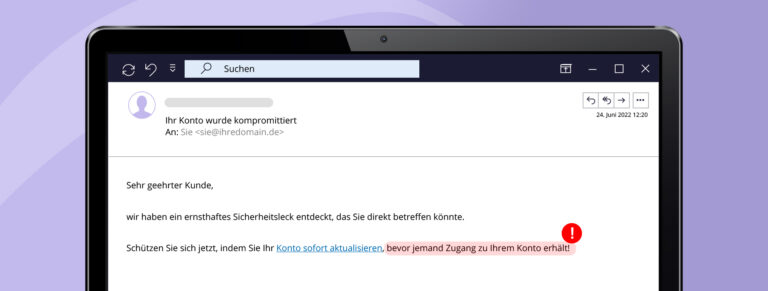 Suchen
Ihr Konto wurde kompromittiert
An: Sie <sie@ihredomain.de>
24. Juni 2022 12:20
Sehr geehrter Kunde,
wir haben ein ernsthaftes Sicherheitsleck entdeckt, das Sie direkt betreffen könnte.
Schützen Sie sich jetzt, indem Sie Ihr Konto sofort aktualisieren, bevor jemand Zugang zu Ihrem Konto erhält!
!